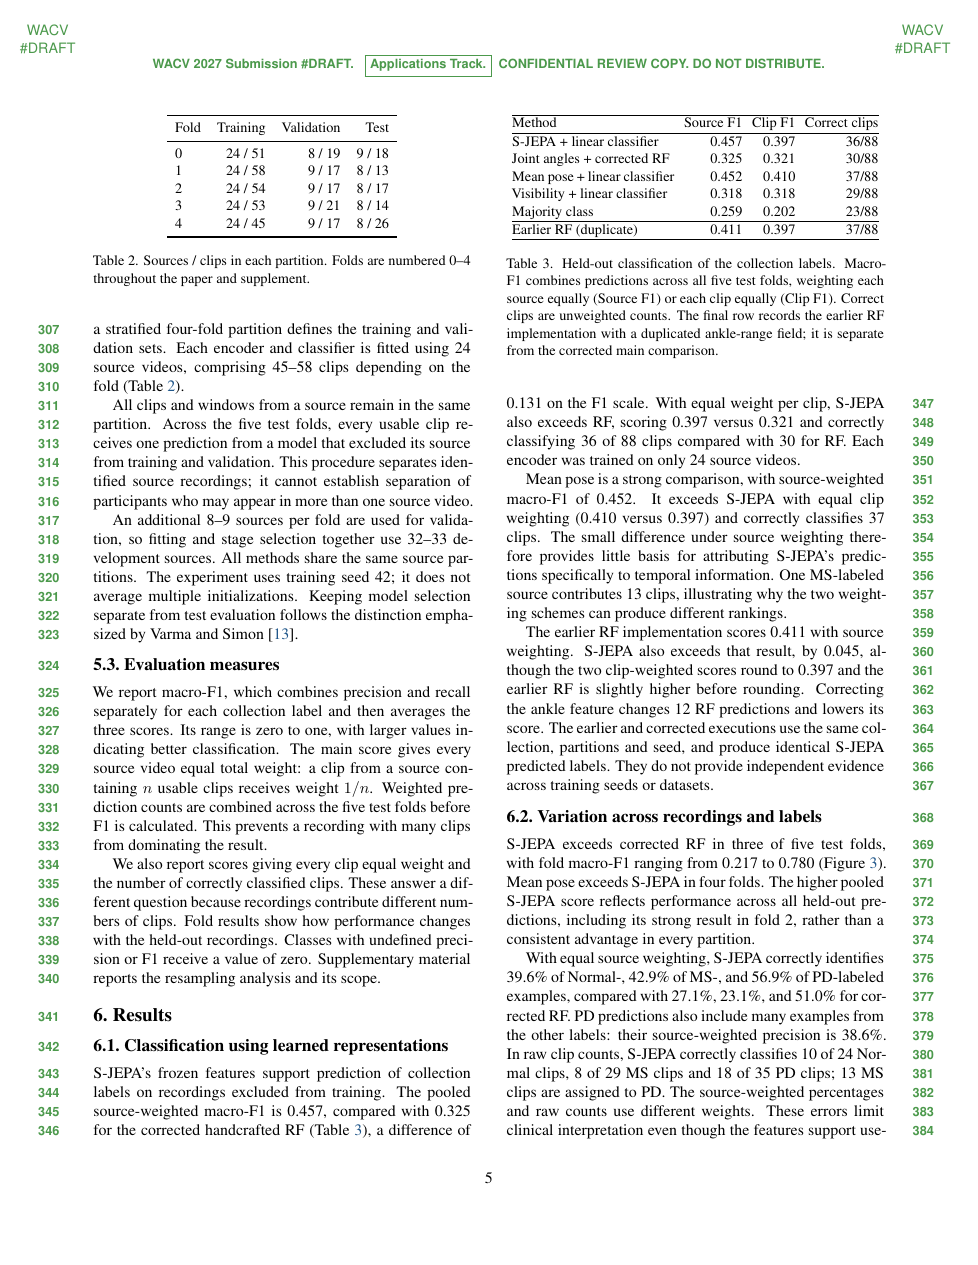 WACV
#DRAFT
WACV 2027 Submission #DRAFT. Applications Track. CONFIDENTIAL REVIEW COPY. DO NOT DISTRIBUTE.
WACV
#DRAFT
Fold Training Validation Test
0 24 / 51 8 / 19 9 / 18
1 24 / 58 9 / 17 8 / 13
2 24 / 54 9 / 17 8 / 17
3 24 / 53 9 / 21 8 / 14
4 24 / 45 9 / 17 8 / 26
Table 2. Sources / clips in each partition. Folds are numbered 0–4
throughout the paper and supplement.
307 a stratified four-fold partition defines the training and vali-
308 dation sets. Each encoder and classifier is fitted using 24
309 source videos, comprising 45–58 clips depending on the
310 fold (Table 2).
311 All clips and windows from a source remain in the same
312 partition. Across the five test folds, every usable clip re-
313 ceives one prediction from a model that excluded its source
314 from training and validation. This procedure separates iden-
315 tified source recordings; it cannot establish separation of
316 participants who may appear in more than one source video.
317 An additional 8–9 sources per fold are used for valida-
318 tion, so fitting and stage selection together use 32–33 de-
319 velopment sources. All methods share the same source par-
320 titions. The experiment uses training seed 42; it does not
321 average multiple initializations. Keeping model selection
322 separate from test evaluation follows the distinction empha-
323 sized by Varma and Simon [13].
324 5.3. Evaluation measures
325 We report macro-F1, which combines precision and recall
326 separately for each collection label and then averages the
327 three scores. Its range is zero to one, with larger values in-
328 dicating better classification. The main score gives every
329 source video equal total weight: a clip from a source con-
330 taining n usable clips receives weight 1/n. Weighted pre-
331 diction counts are combined across the five test folds before
332 F1 is calculated. This prevents a recording with many clips
333 from dominating the result.
334 We also report scores giving every clip equal weight and
335 the number of correctly classified clips. These answer a dif-
336 ferent question because recordings contribute different num-
337 bers of clips. Fold results show how performance changes
338 with the held-out recordings. Classes with undefined preci-
339 sion or F1 receive a value of zero. Supplementary material
340 reports the resampling analysis and its scope.
341 6. Results
342 6.1. Classification using learned representations
343 S-JEPA's frozen features support prediction of collection
344 labels on recordings excluded from training. The pooled
345 source-weighted macro-F1 is 0.457, compared with 0.325
346 for the corrected handcrafted RF (Table 3), a difference of
Method Source F1 Clip F1 Correct clips
S-JEPA + linear classifier 0.457 0.397 36/88
Joint angles + corrected RF 0.325 0.321 30/88
Mean pose + linear classifier 0.452 0.410 37/88
Visibility + linear classifier 0.318 0.318 29/88
Majority class 0.259 0.202 23/88
Earlier RF (duplicate) 0.411 0.397 37/88
Table 3. Held-out classification of the collection labels. Macro-
F1 combines predictions across all five test folds, weighting each
source equally (Source F1) or each clip equally (Clip F1). Correct
clips are unweighted counts. The final row records the earlier RF
implementation with a duplicated ankle-range field; it is separate
from the corrected main comparison.
0.131 on the F1 scale. With equal weight per clip, S-JEPA 347
also exceeds RF, scoring 0.397 versus 0.321 and correctly 348
classifying 36 of 88 clips compared with 30 for RF. Each 349
encoder was trained on only 24 source videos. 350
Mean pose is a strong comparison, with source-weighted 351
macro-F1 of 0.452. It exceeds S-JEPA with equal clip 352
weighting (0.410 versus 0.397) and correctly classifies 37 353
clips. The small difference under source weighting there- 354
fore provides little basis for attributing S-JEPA's predic- 355
tions specifically to temporal information. One MS-labeled 356
source contributes 13 clips, illustrating why the two weight- 357
ing schemes can produce different rankings. 358
The earlier RF implementation scores 0.411 with source 359
weighting. S-JEPA also exceeds that result, by 0.045, al- 360
though the two clip-weighted scores round to 0.397 and the 361
earlier RF is slightly higher before rounding. Correcting 362
the ankle feature changes 12 RF predictions and lowers its 363
score. The earlier and corrected executions use the same col- 364
lection, partitions and seed, and produce identical S-JEPA 365
predicted labels. They do not provide independent evidence 366
across training seeds or datasets. 367
6.2. Variation across recordings and labels 368
S-JEPA exceeds corrected RF in three of five test folds, 369
with fold macro-F1 ranging from 0.217 to 0.780 (Figure 3). 370
Mean pose exceeds S-JEPA in four folds. The higher pooled 371
S-JEPA score reflects performance across all held-out pre- 372
dictions, including its strong result in fold 2, rather than a 373
consistent advantage in every partition. 374
With equal source weighting, S-JEPA correctly identifies 375
39.6% of Normal-, 42.9% of MS-, and 56.9% of PD-labeled 376
examples, compared with 27.1%, 23.1%, and 51.0% for cor- 377
rected RF. PD predictions also include many examples from 378
the other labels: their source-weighted precision is 38.6%. 379
In raw clip counts, S-JEPA correctly classifies 10 of 24 Nor- 380
mal clips, 8 of 29 MS clips and 18 of 35 PD clips; 13 MS 381
clips are assigned to PD. The source-weighted percentages 382
and raw counts use different weights. These errors limit 383
clinical interpretation even though the features support use- 384
5